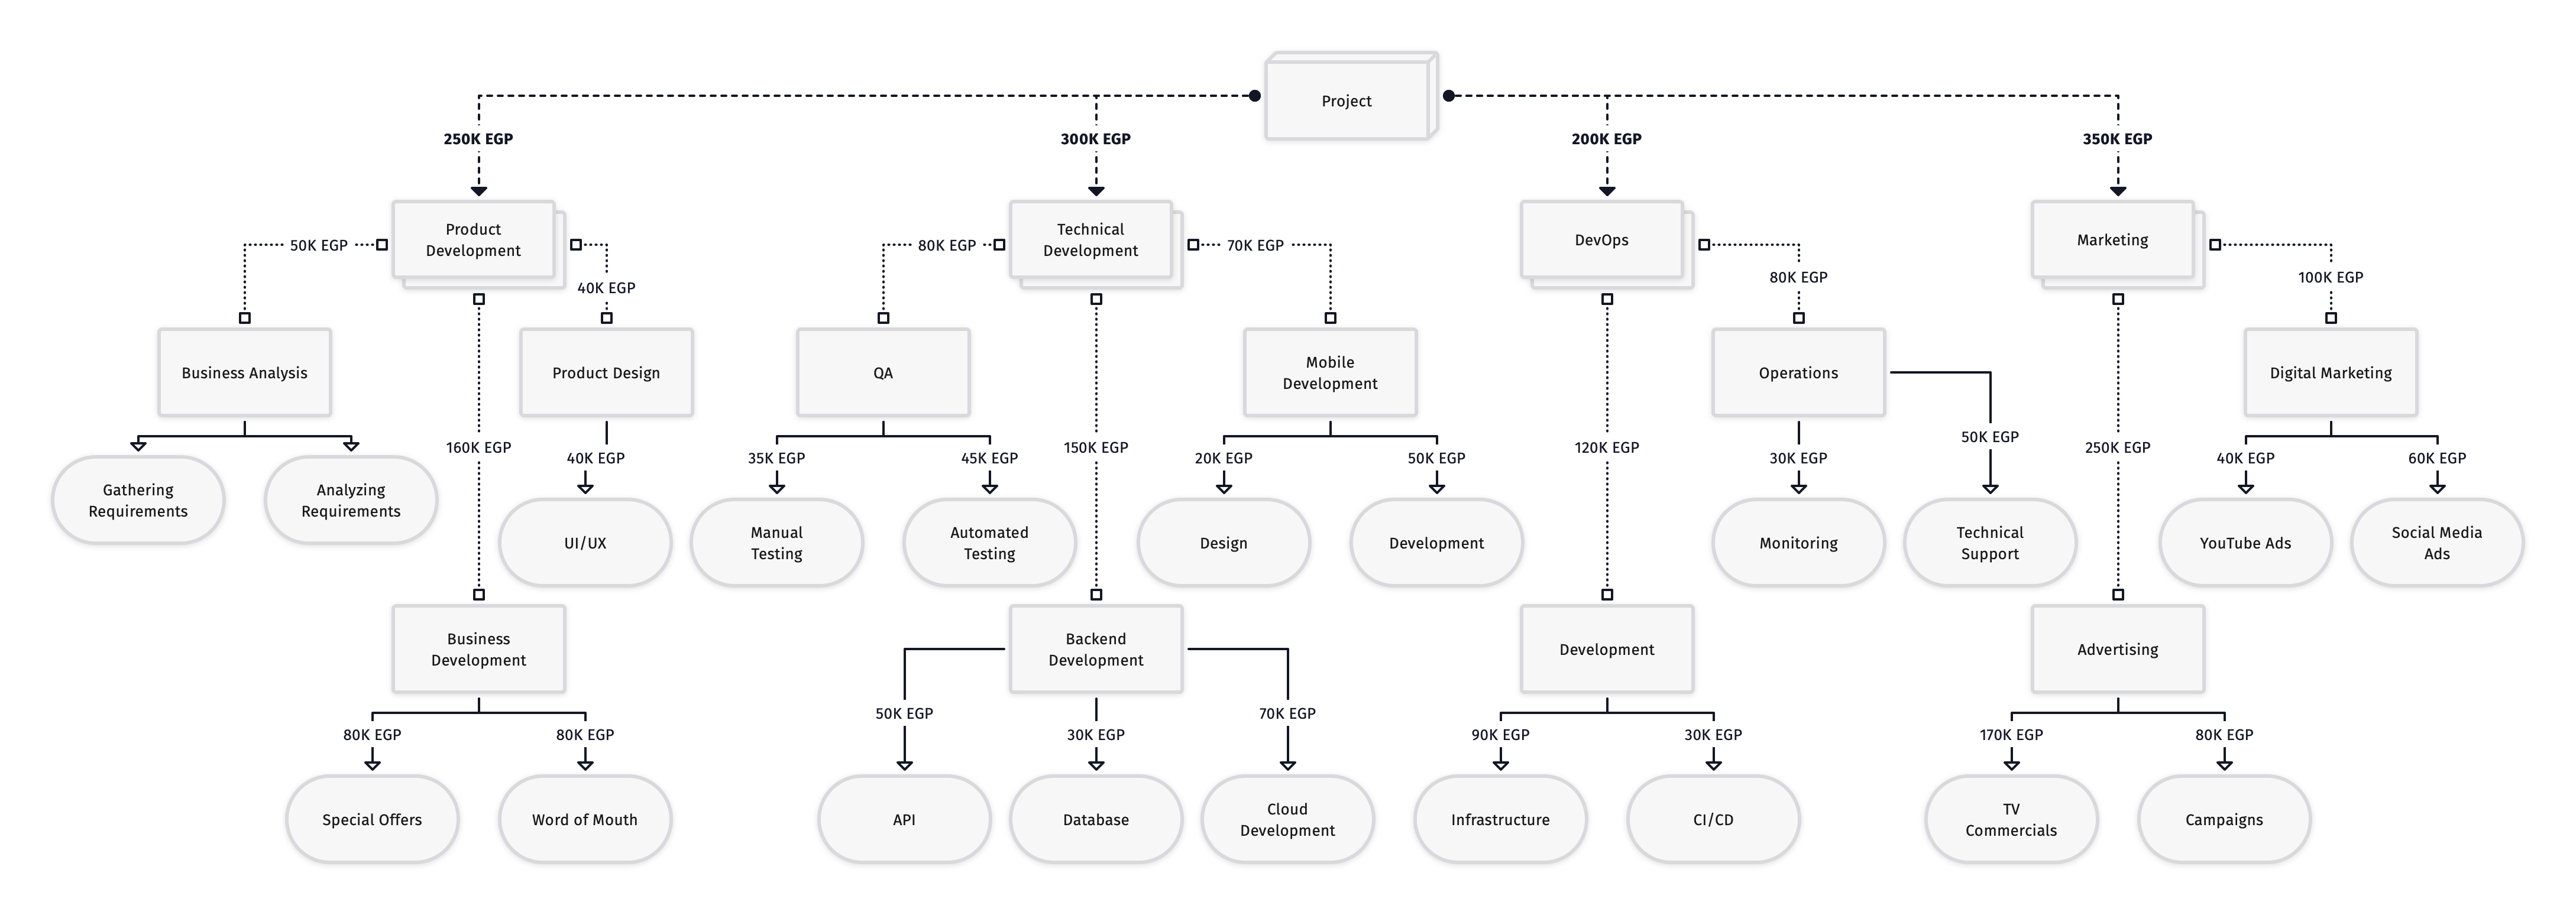 Project
250K EGP
300K EGP
200K EGP
350K EGP
Product
Development
Technical
Development
DevOps
Marketing
50K EGP
40K EGP
80K EGP
70K EGP
80K EGP
100K EGP
Business Analysis
Product Design
QA
Mobile
Development
Operations
Digital Marketing
160K EGP
40K EGP
35K EGP
45K EGP
150K EGP
20K EGP
50K EGP
120K EGP
30K EGP
50K EGP
250K EGP
40K EGP
60K EGP
Gathering
Requirements
Analyzing
Requirements
UI/UX
Manual
Testing
Automated
Testing
Design
Development
Monitoring
Technical
Support
YouTube Ads
Social Media
Ads
Business
Development
Backend
Development
Development
Advertising
80K EGP
80K EGP
50K EGP
30K EGP
70K EGP
90K EGP
30K EGP
170K EGP
80K EGP
Special Offers
Word of Mouth
API
Database
Cloud
Development
Infrastructure
CI/CD
TV
Commercials
Campaigns